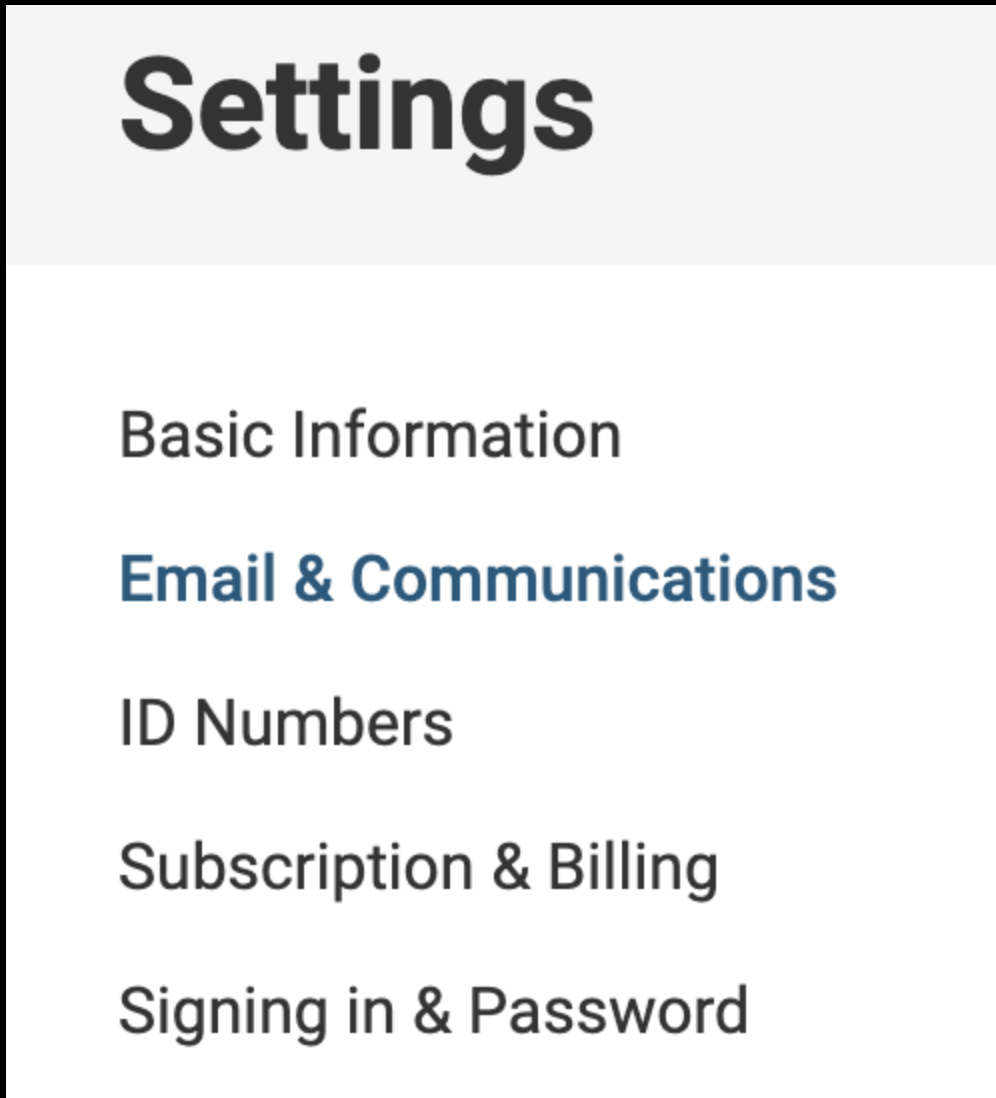 Settings
Basic Information
Email & Communications
ID Numbers
Subscription & Billing
Signing in & Password